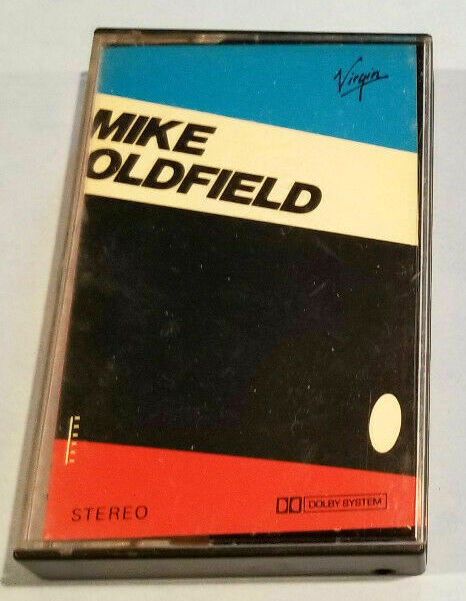 Virgin
MIKE
OLDFIELD
STEREO
DOLBY SYSTEM